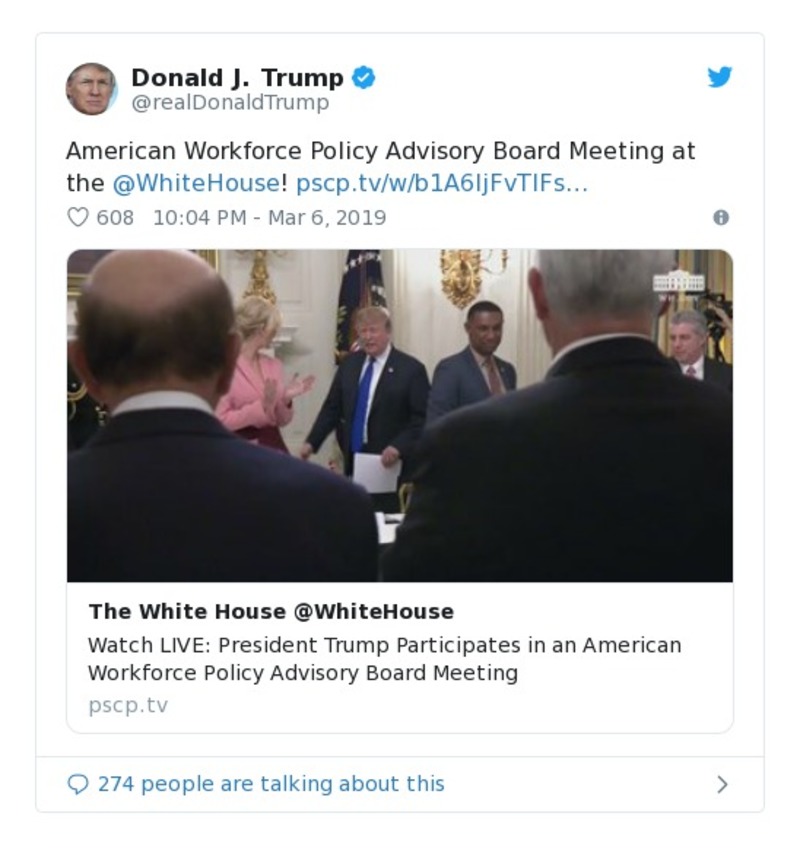 Donald J. Trump
@realDonaldTrump
American Workforce Policy Advisory Board Meeting at
the @WhiteHouse! pscp.tv/w/b1A6IjFvTlFs…
608 10:04 PM - Mar 6, 2019
The White House @WhiteHouse
Watch LIVE: President Trump Participates in an American
Workforce Policy Advisory Board Meeting
pscp.tv
274 people are talking about this